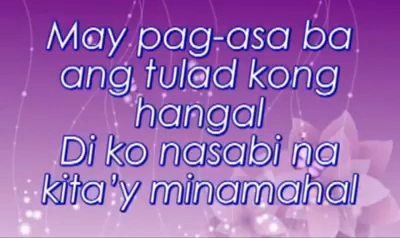 May pag-asa ba
ang tulad kong
hangal
Di ko nasabi na
kita'y minamahal